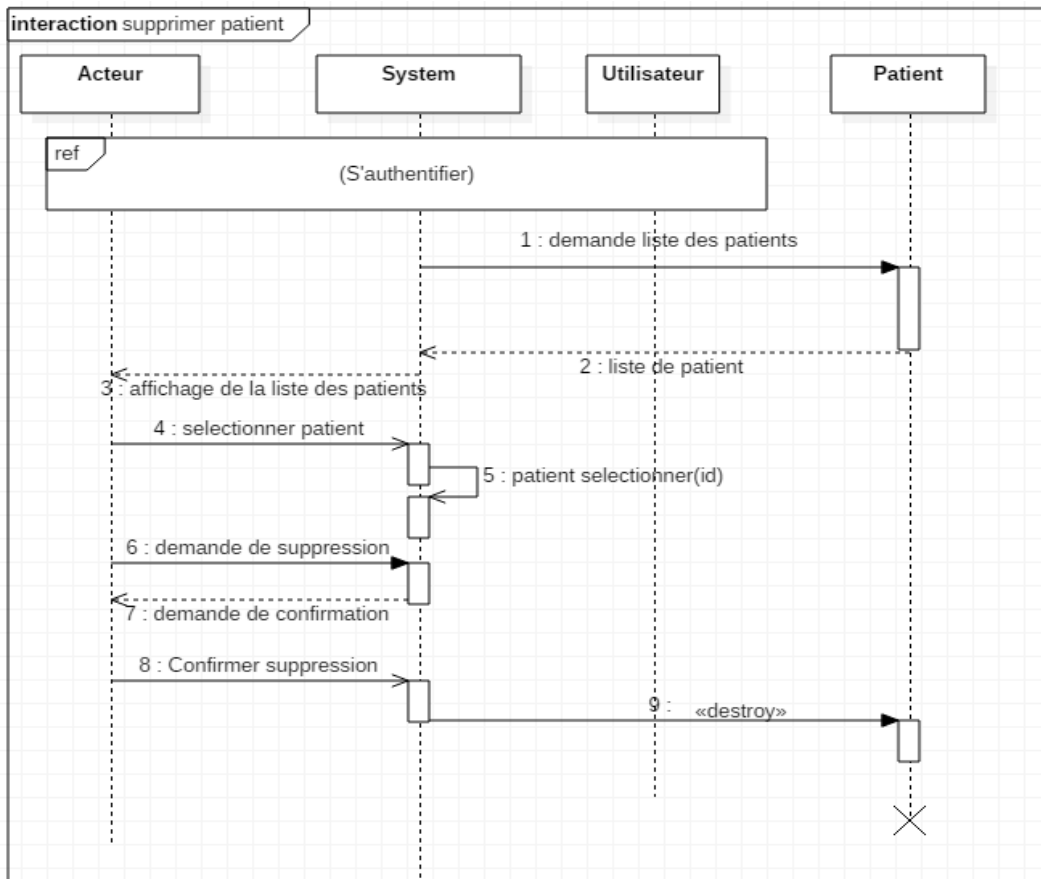 interaction supprimer patient
Acteur
System
Utilisateur
Patient
ref
(S'authentifier)
1 : demande liste des patients
2 : liste de patient
3 : affichage de la liste des patients
4 : selectionner patient
5 : patient selectionner(id)
6 : demande de suppression
7 : demande de confirmation
8 : Confirmer suppression
9 : «destroy»